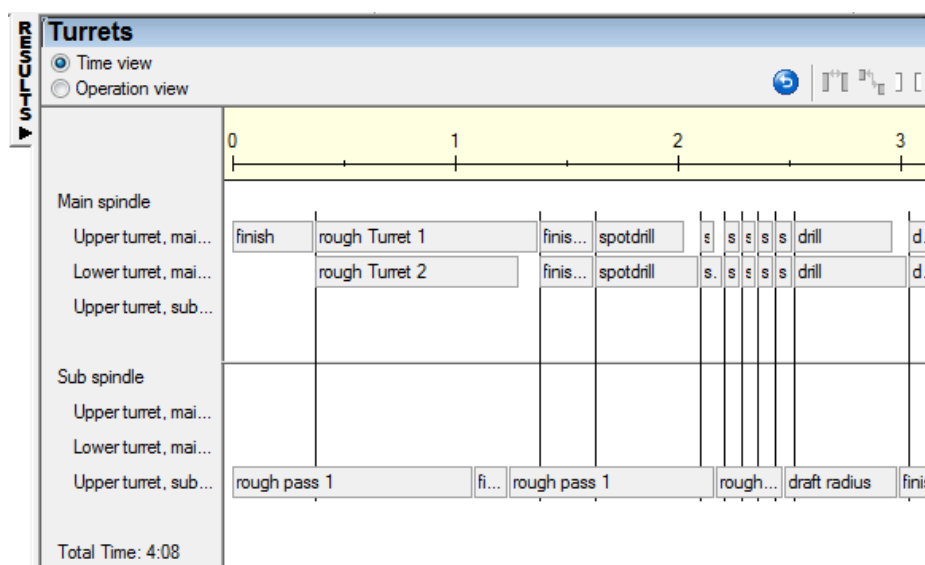 RESULTS
Turrets
Time view
Operation view
0 1 2 3
Main spindle
Upper turret, mai... finish rough Turret 1 finis... spotdrill s s s s s drill d.
Lower turret, mai... rough Turret 2 finis... spotdrill s. s s s s drill d.
Upper turret, sub...
Sub spindle
Upper turret, mai...
Lower turret, mai...
Upper turret, sub... rough pass 1 fi... rough pass 1 rough... draft radius fini
Total Time: 4:08